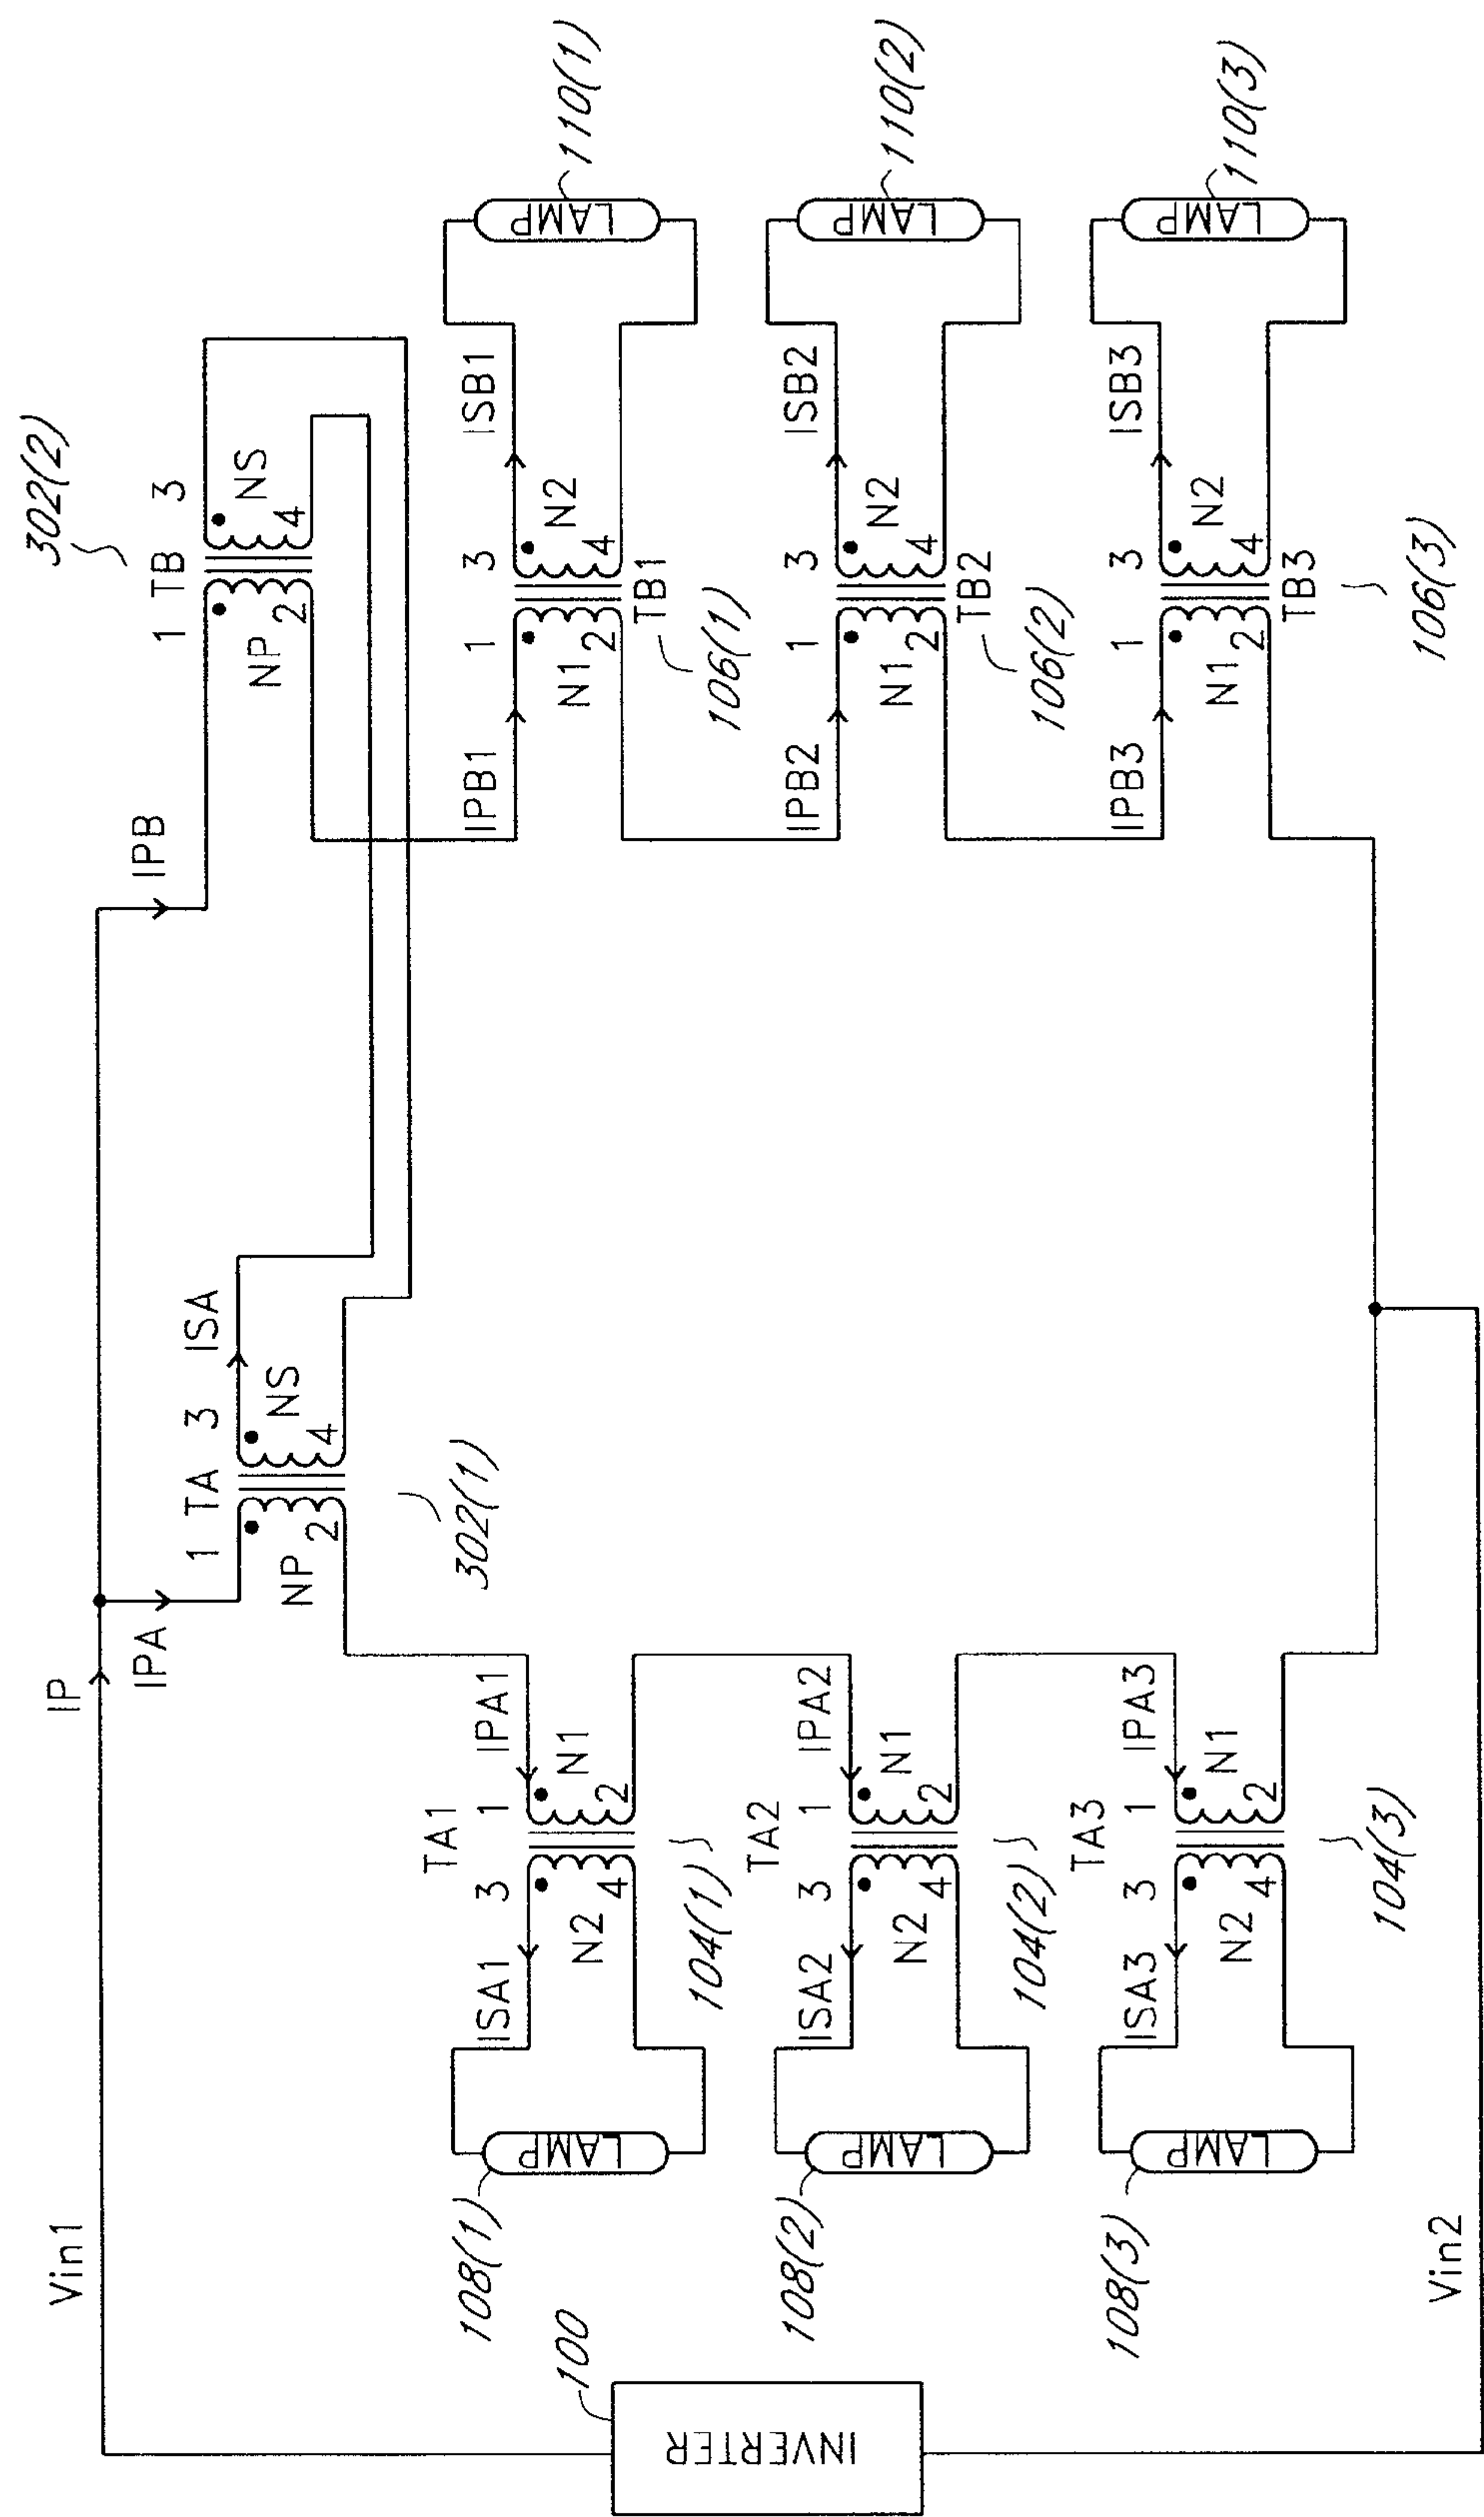 302(2)
IP
IPA
IPB
1 TA 3
ISA
NP
2
NS
4
302(1)
1 TB 3
NP
2
NS
4
Vin1
100
INVERTER
Vin2
TA1
ISA1
3
1
IPA1
N2
4
N1
2
104(1)
108(1)
LAMP
TA2
ISA2
3
1
IPA2
N2
4
N1
2
104(2)
108(2)
LAMP
TA3
ISA3
3
1
IPA3
N2
4
N1
2
104(3)
108(3)
LAMP
IPB1
1
3
ISB1
N1
2
N2
4
TB1
106(1)
LAMP
110(1)
IPB2
1
3
ISB2
N1
2
N2
4
TB2
106(2)
LAMP
110(2)
IPB3
1
3
ISB3
N1
2
N2
4
TB3
106(3)
LAMP
110(3)